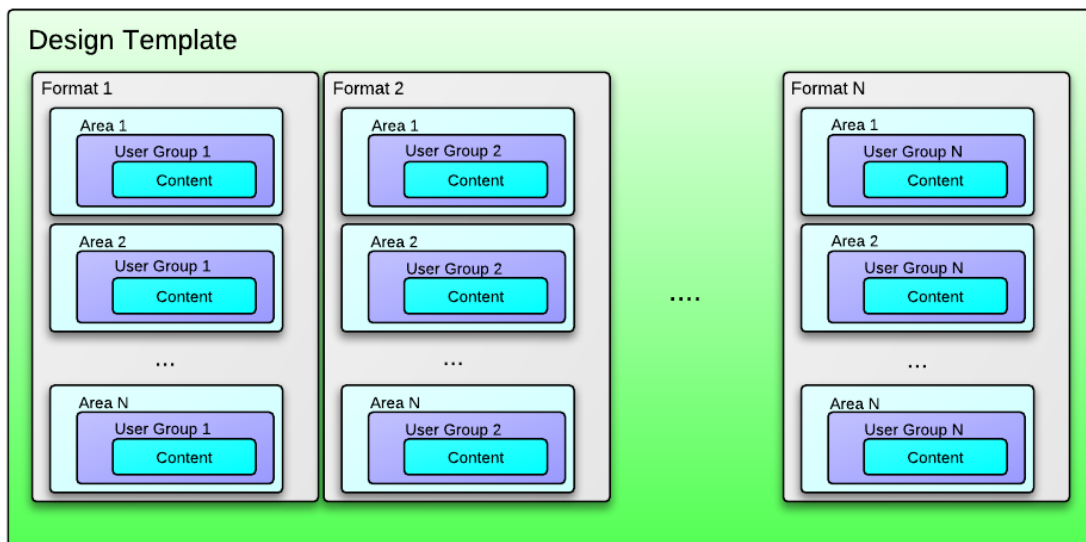 Design Template
Format 1
Area 1
User Group 1
Content
Area 2
User Group 1
Content
...
Area N
User Group 1
Content
Format 2
Area 1
User Group 2
Content
Area 2
User Group 2
Content
...
Area N
User Group 2
Content
....
Format N
Area 1
User Group N
Content
Area 2
User Group N
Content
...
Area N
User Group N
Content